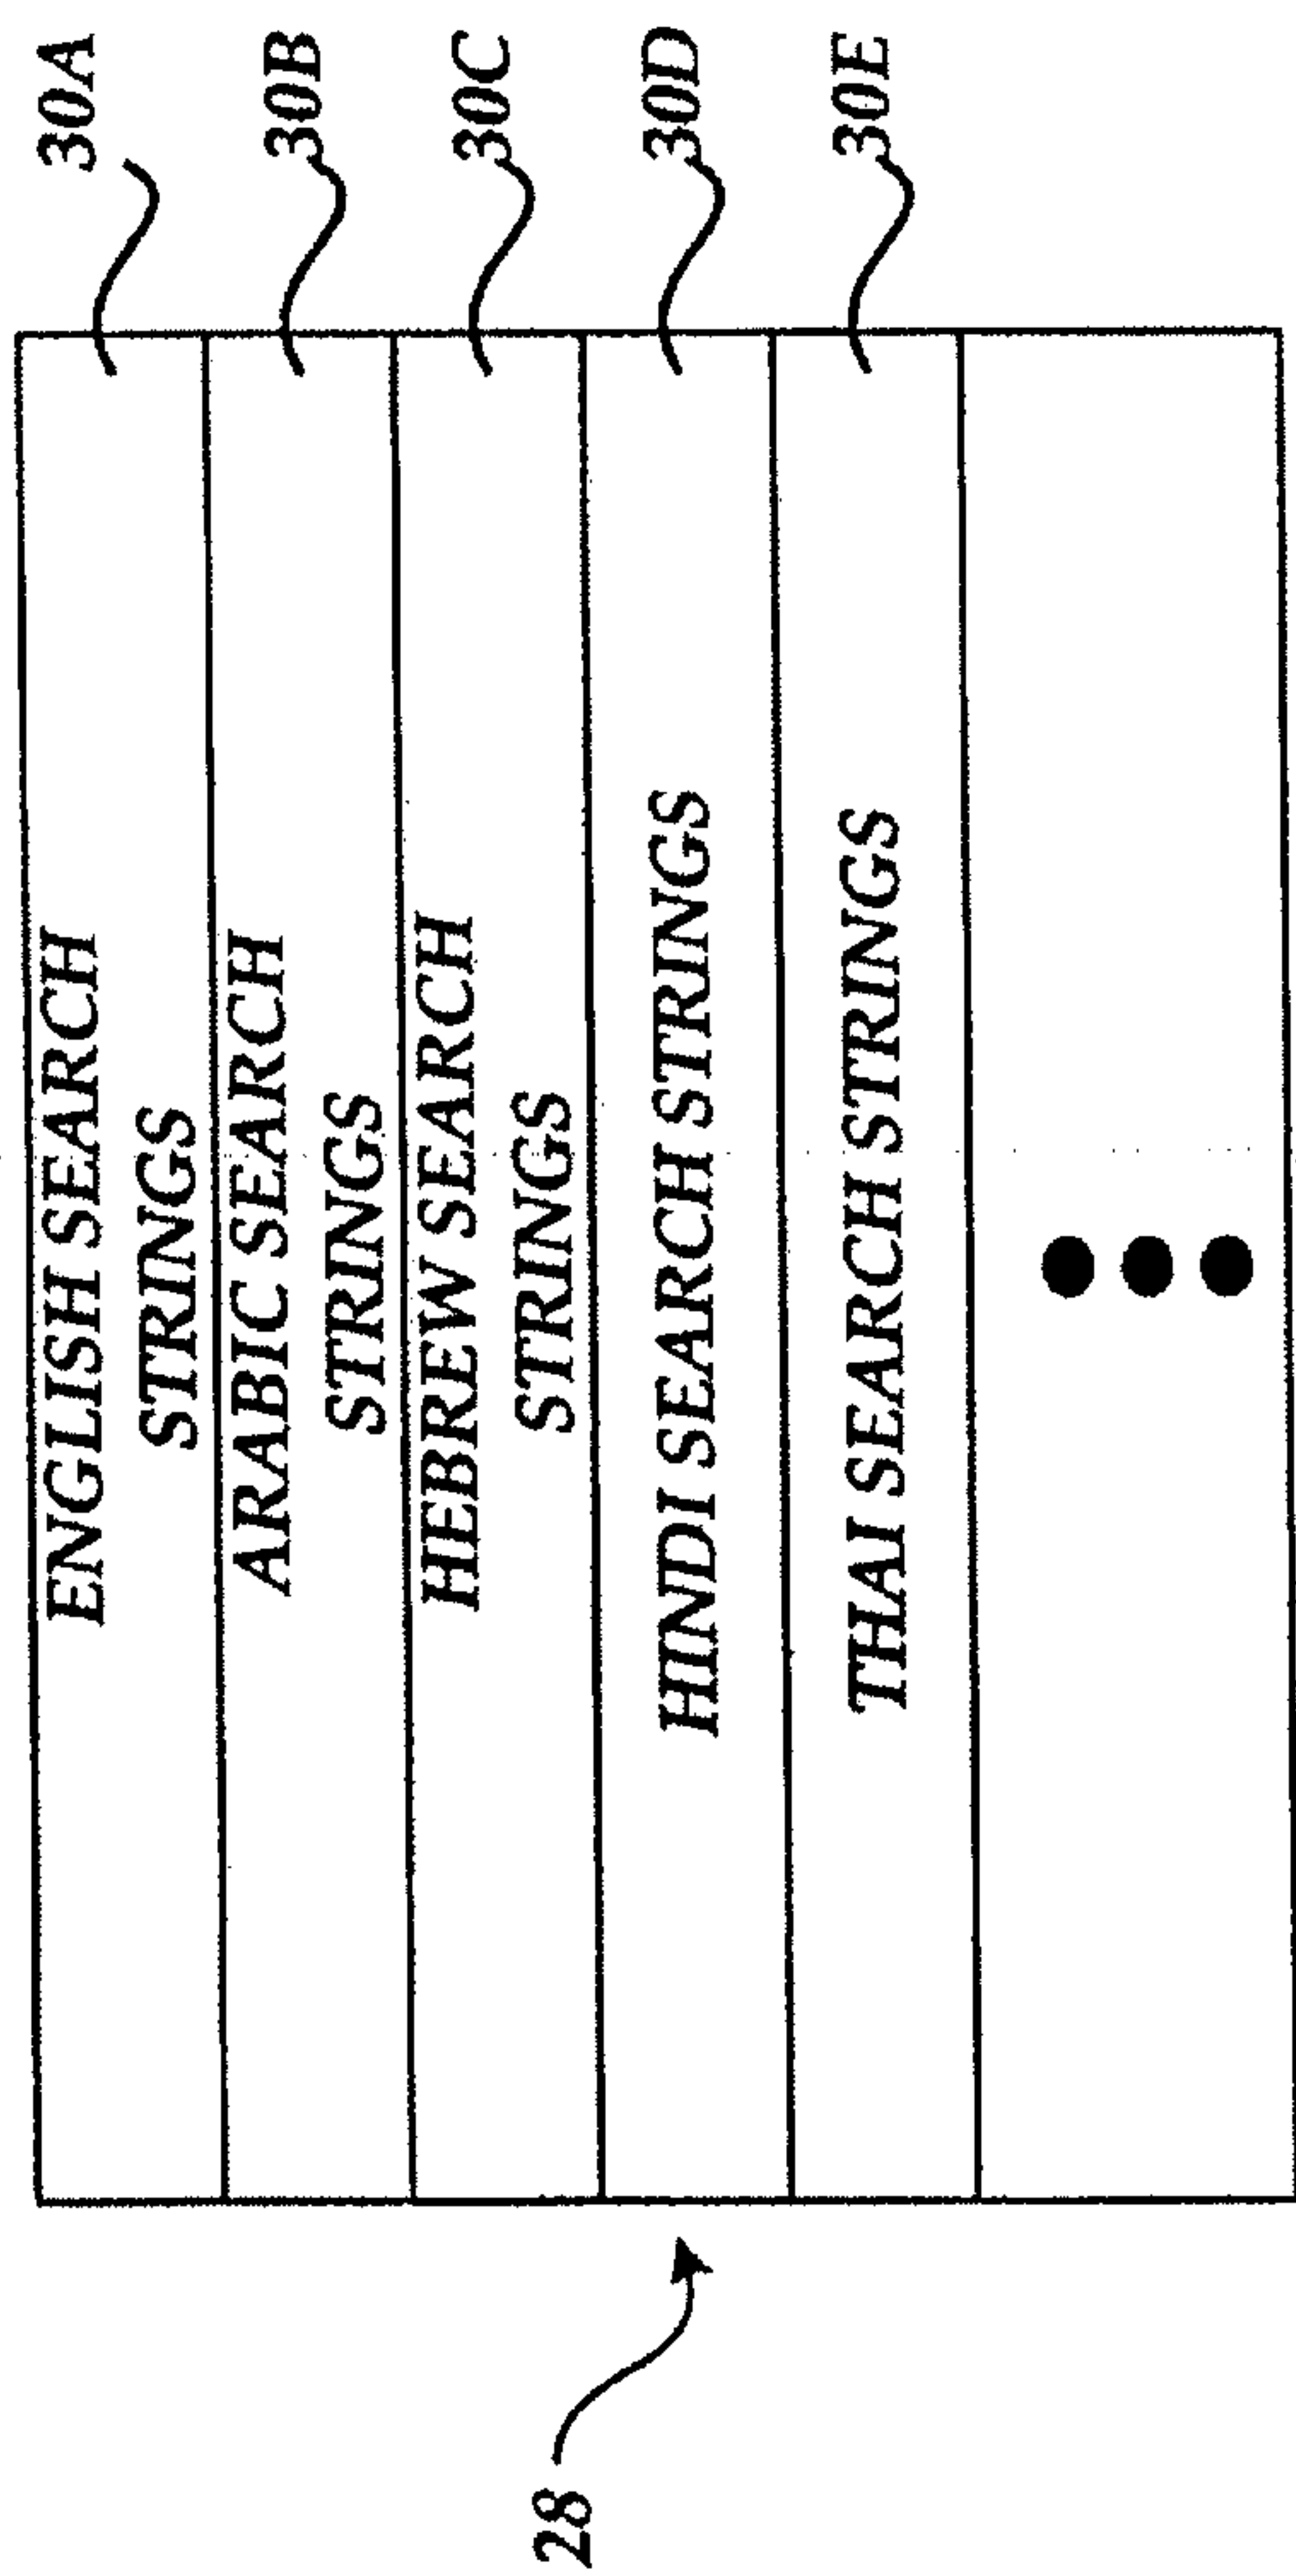 ENGLISH SEARCH
STRINGS
30A
ARABIC SEARCH
STRINGS
30B
HEBREW SEARCH
STRINGS
30C
HINDI SEARCH STRINGS
30D
THAI SEARCH STRINGS
30E
28